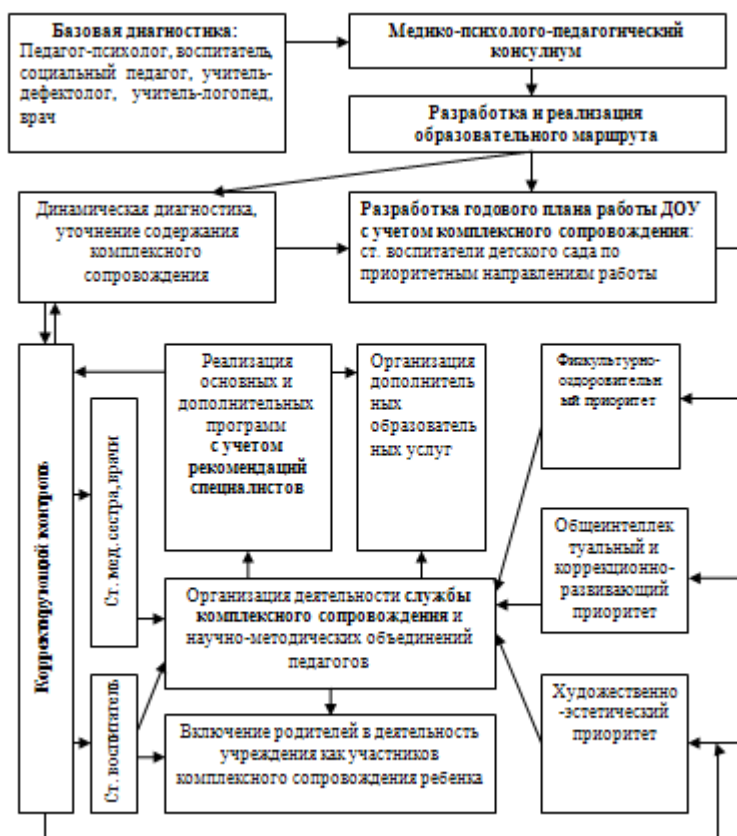 Базовая диагностика:
Педагог-психолог, воспитатель,
социальный педагог, учитель-
дефектолог, учитель-логопед,
врач
Медико-психолого-педагогический
консулиум
Разработка и реализация
образовательного маршрута
Динамическая диагностика,
уточнение содержания
комплексного
сопровождения
Разработка годового плана работы ДОУ
с учетом комплексного сопровождения:
ст. воспитатели детского сада по
приоритетным направлениям работы
Корректирующий контроль
Ст. мед. сестра, врачи
Ст. воспитатель
Реализация
основных и
дополнительных
программ
с учетом
рекомендаций
специалистов
Организация
дополнитель
ных
образователь
ных услуг
Физкультурно-
оздоровительн
ый приоритет
Общеинтеллек
туальный и
коррекционно-
развивающий
приоритет
Организация деятельности службы
комплексного сопровождения и
научно-методических объединений
педагогов
Художественно
-эстетический
приоритет
Включение родителей в деятельность
учреждения как участников
комплексного сопровождения ребенка